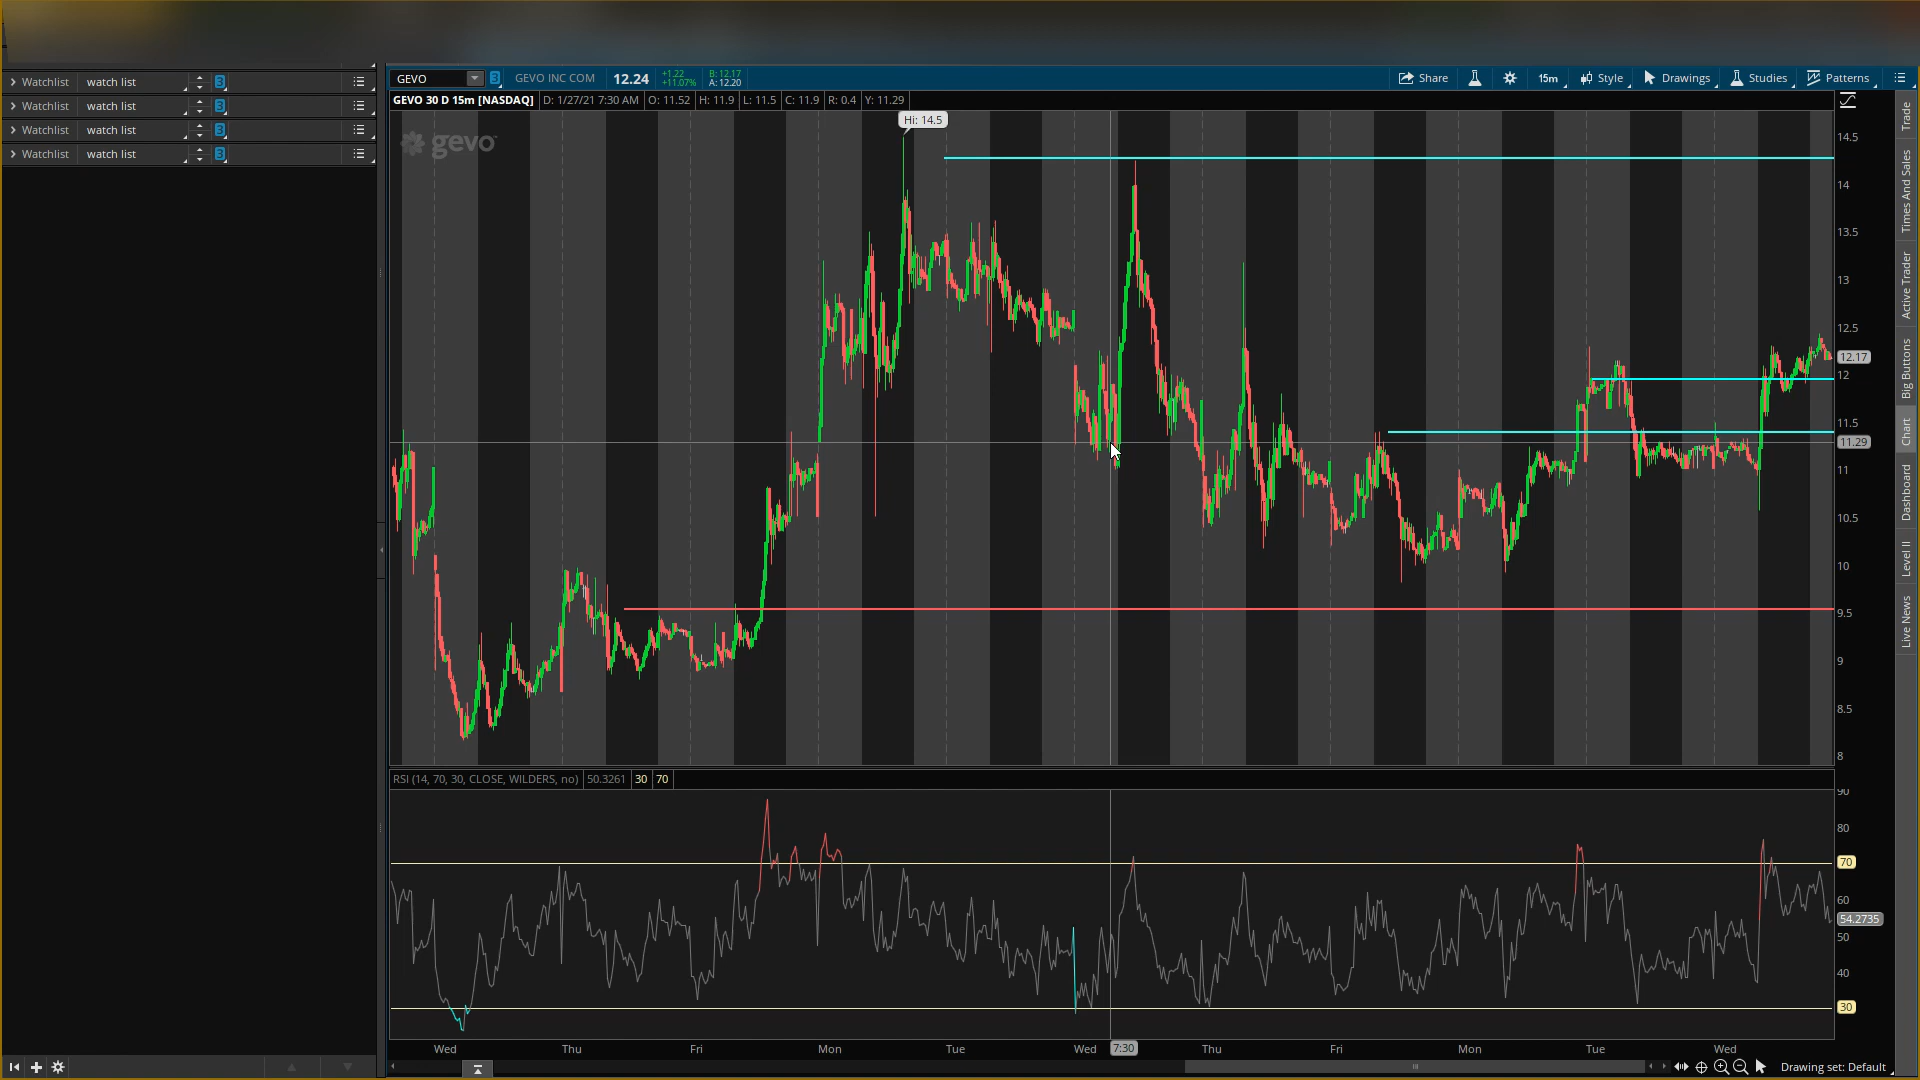 Watchlist watch list 3
Watchlist watch list 3
Watchlist watch list 3
Watchlist watch list 3
GEVO 3 GEVO INC COM 12.24 +1.22 +11.07% B: 12.17 A: 12.20 Share 15m Style Drawings Studies Patterns
GEVO 30 D 15m [NASDAQ] D: 1/27/21 7:30 AM O: 11.52 H: 11.9 L: 11.5 C: 11.9 R: 0.4 Y: 11.29
gevo
Hi: 14.5
14.5
14
13.5
13
12.5
12.17
12
11.5
11.29
11
10.5
10
9.5
9
8.5
8
RSI (14, 70, 30, CLOSE, WILDERS, no) 50.3261 30 70
90
80
70
60
54.2735
50
40
30
Wed Thu Fri Mon Tue Wed 7:30 Thu Fri Mon Tue Wed
Drawing set: Default
Trade
Times And Sales
Active Trader
Big Buttons
Chart
Dashboard
Level II
Live News